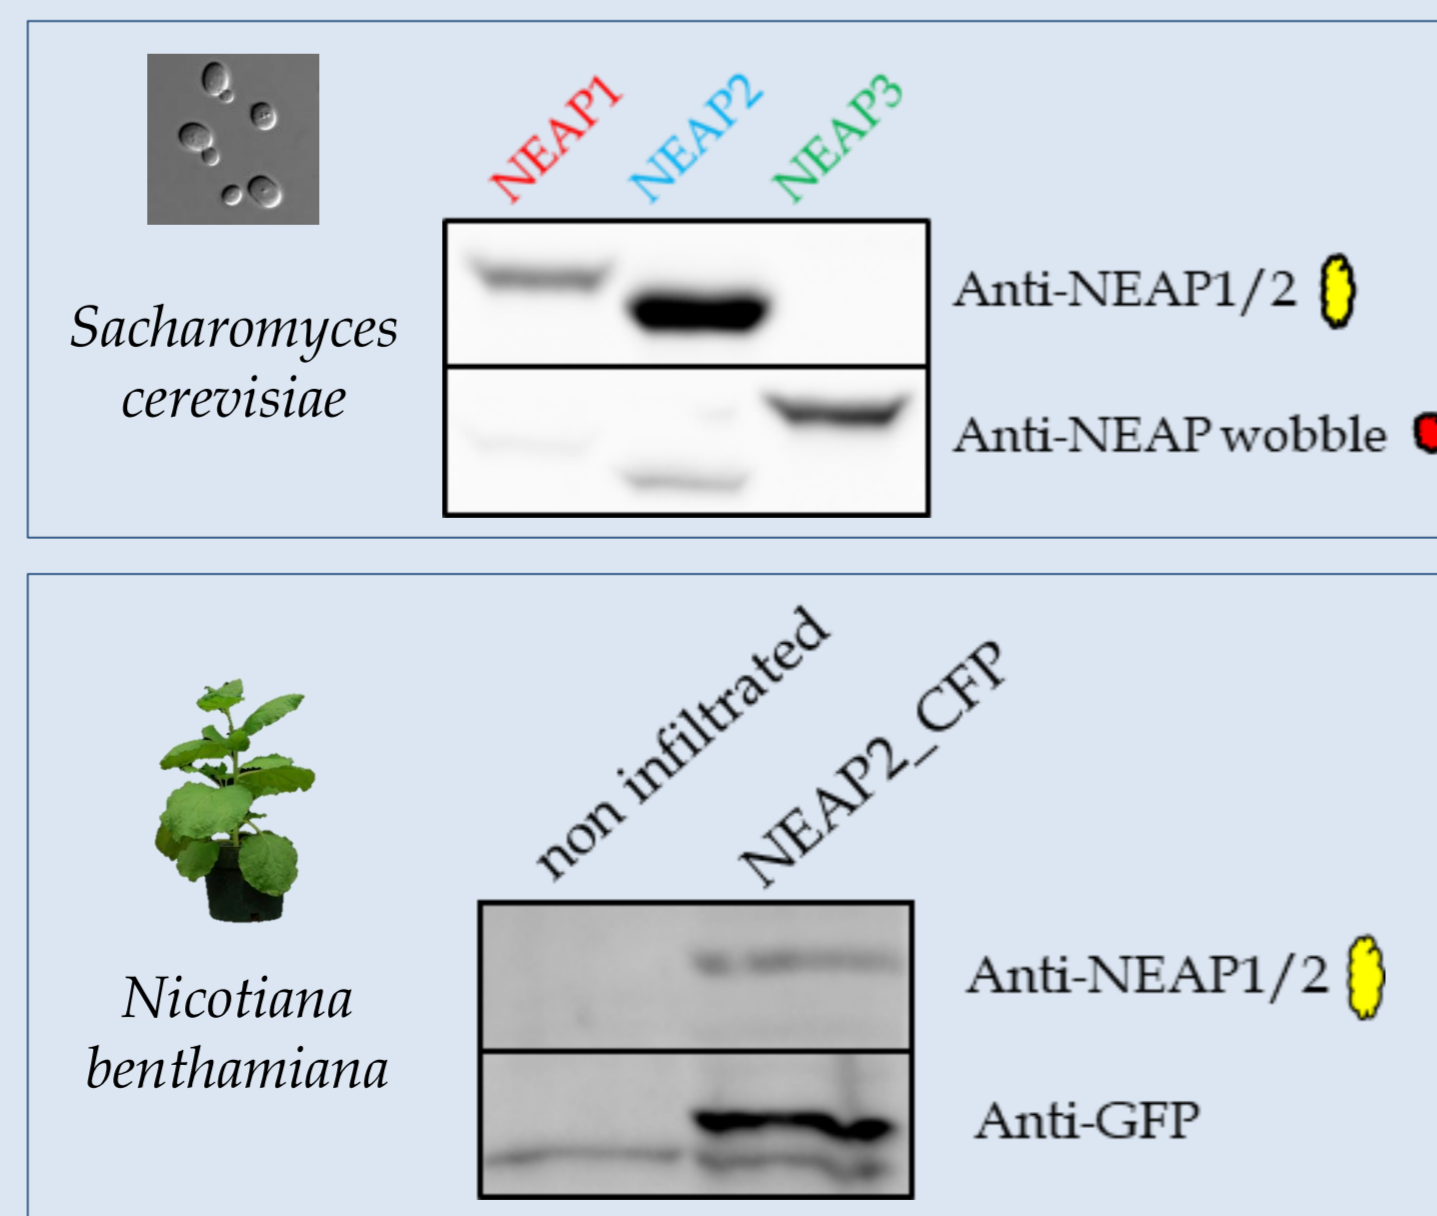 NEAP1
NEAP2
NEAP3
Anti-NEAP1/2
Sacharomyces
cerevisiae
Anti-NEAP wobble
non infiltrated
NEAP2_CFP
Anti-NEAP1/2
Nicotiana
benthamiana
Anti-GFP